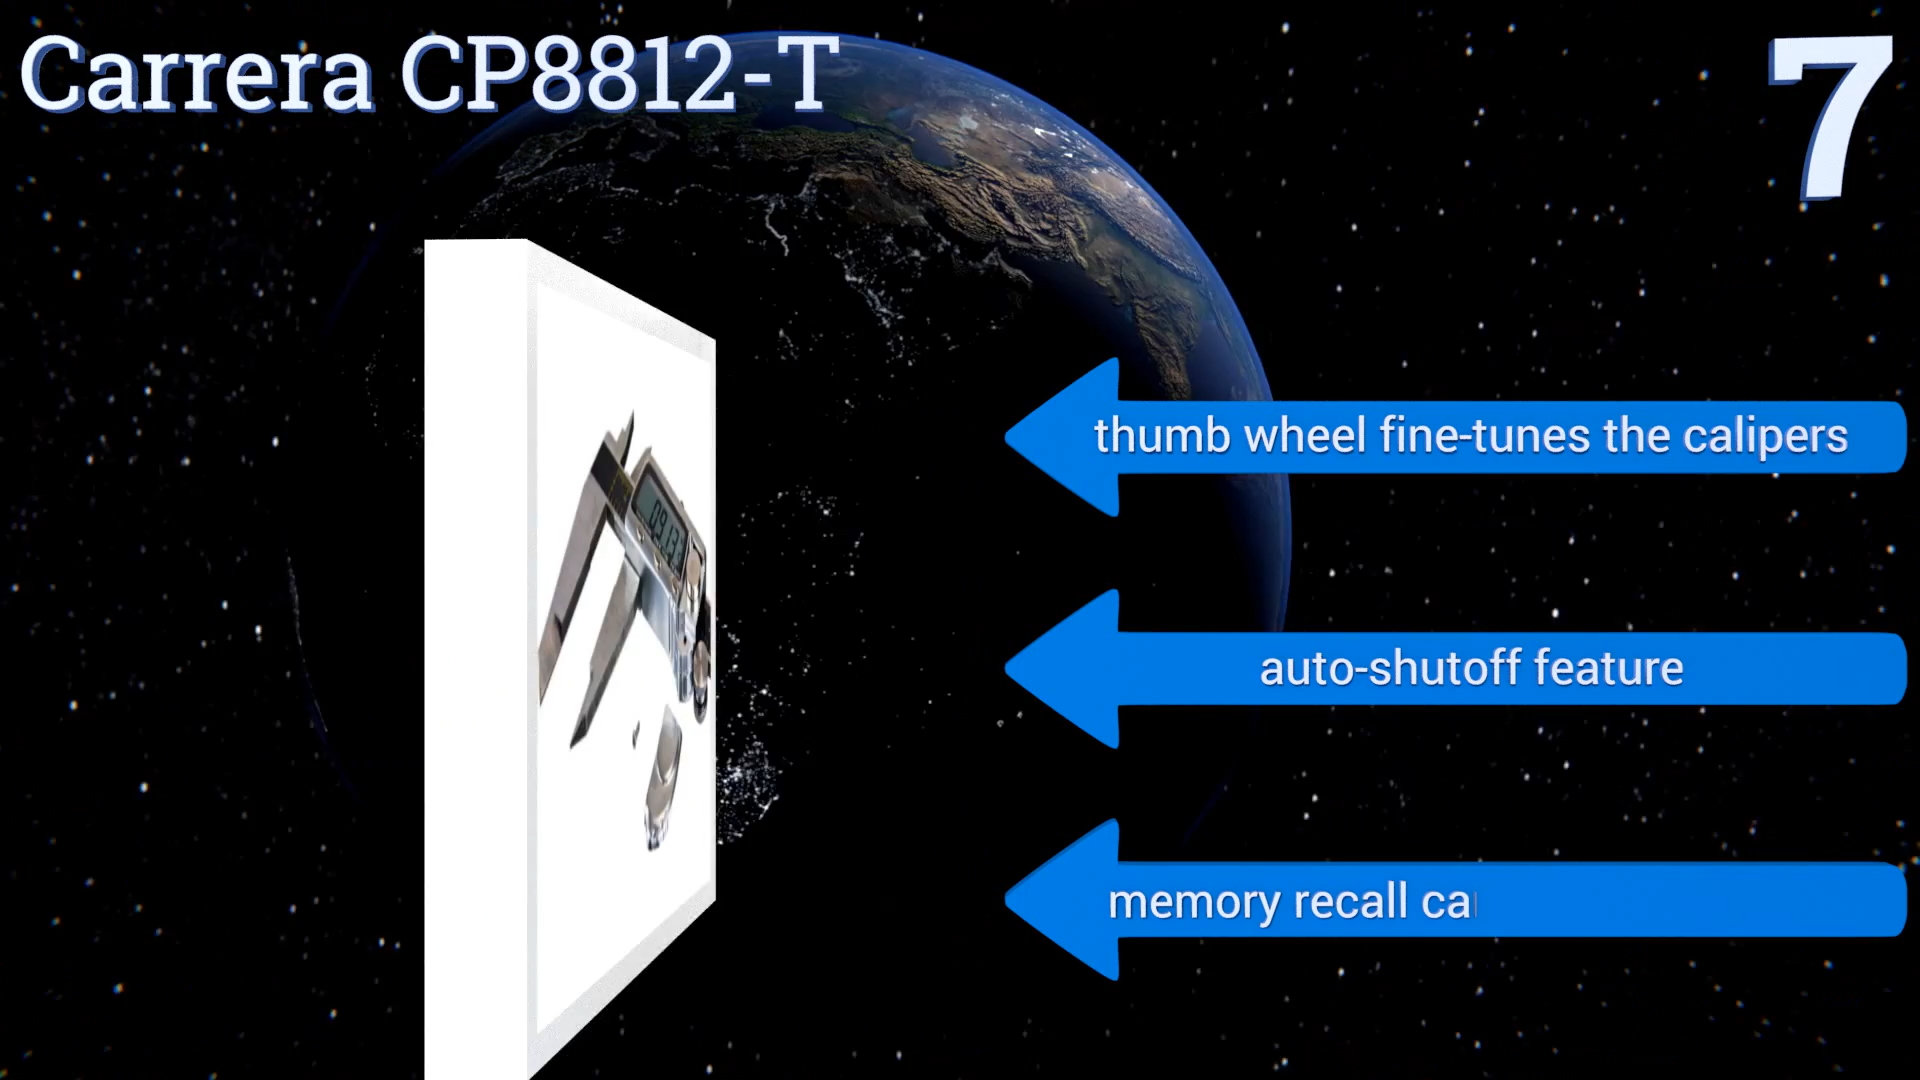 Carrera CP8812-T
7
thumb wheel fine-tunes the calipers
auto-shutoff feature
memory recall